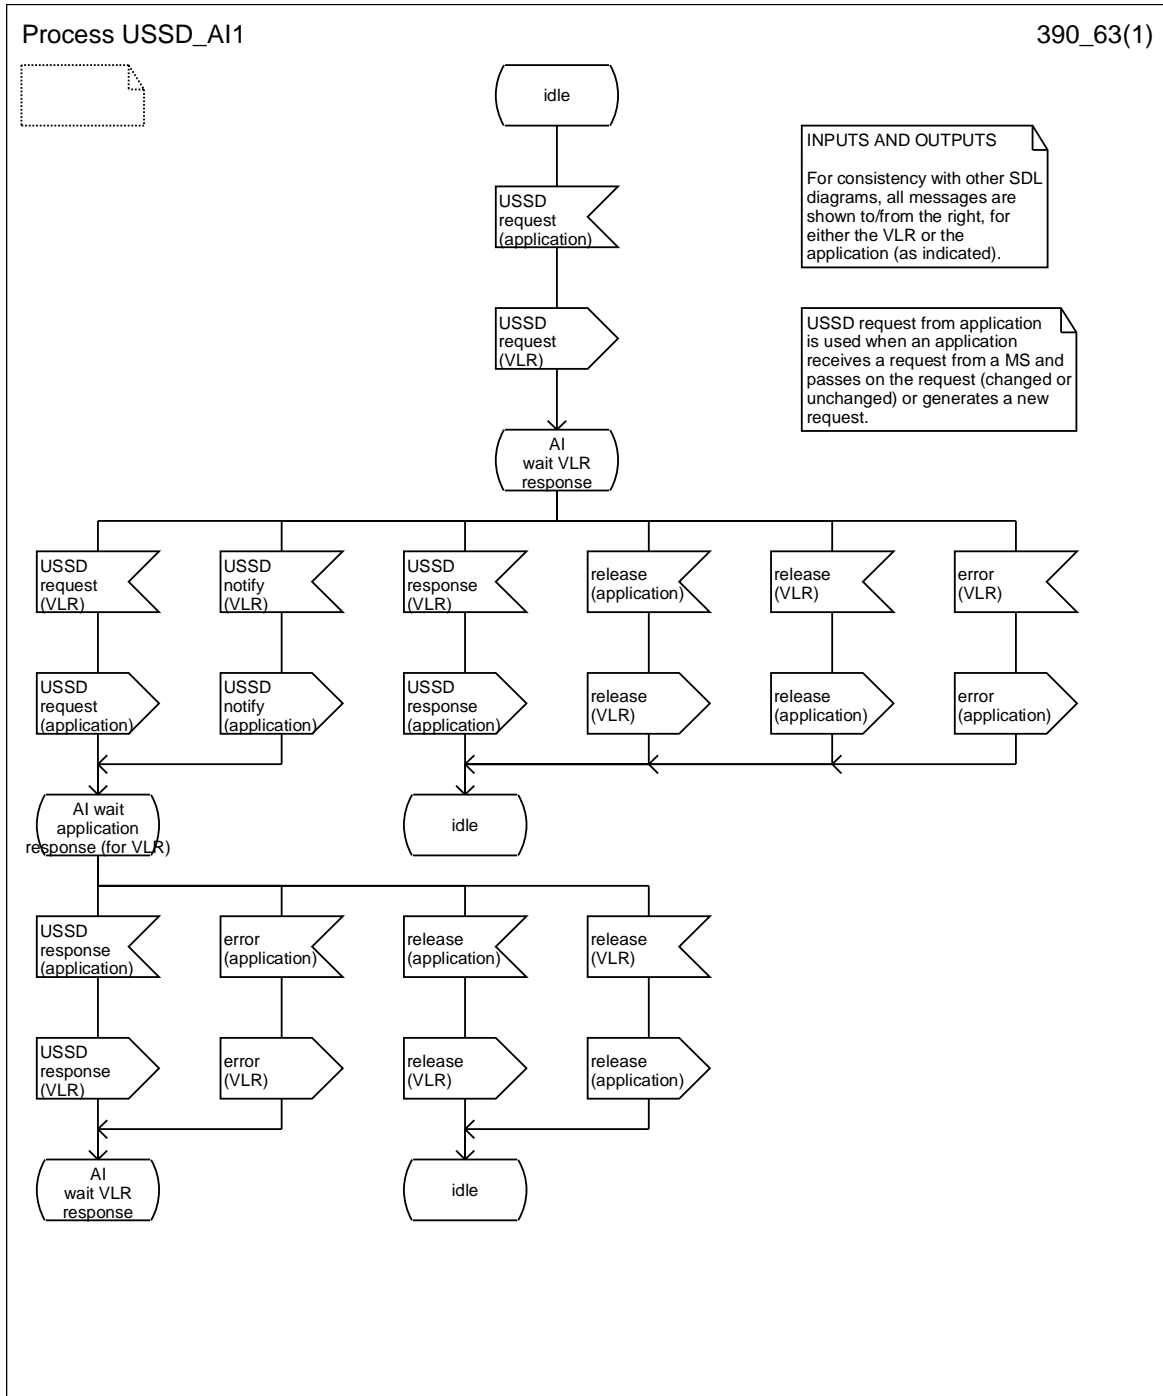 Process USSD_AI1
390_63(1)
idle
INPUTS AND OUTPUTS
For consistency with other SDL
diagrams, all messages are
shown to/from the right, for
either the VLR or the
application (as indicated).
USSD
request
(application)
USSD
request
(VLR)
USSD request from application
is used when an application
receives a request from a MS and
passes on the request (changed or
unchanged) or generates a new
request.
AI
wait VLR
response
USSD
request
(VLR)
USSD
notify
(VLR)
USSD
response
(VLR)
release
(application)
release
(VLR)
error
(VLR)
USSD
request
(application)
USSD
notify
(application)
USSD
response
(application)
release
(VLR)
release
(application)
error
(application)
AI wait
application
response (for VLR)
idle
USSD
response
(application)
error
(application)
release
(application)
release
(VLR)
USSD
response
(VLR)
error
(VLR)
release
(VLR)
release
(application)
AI
wait VLR
response
idle